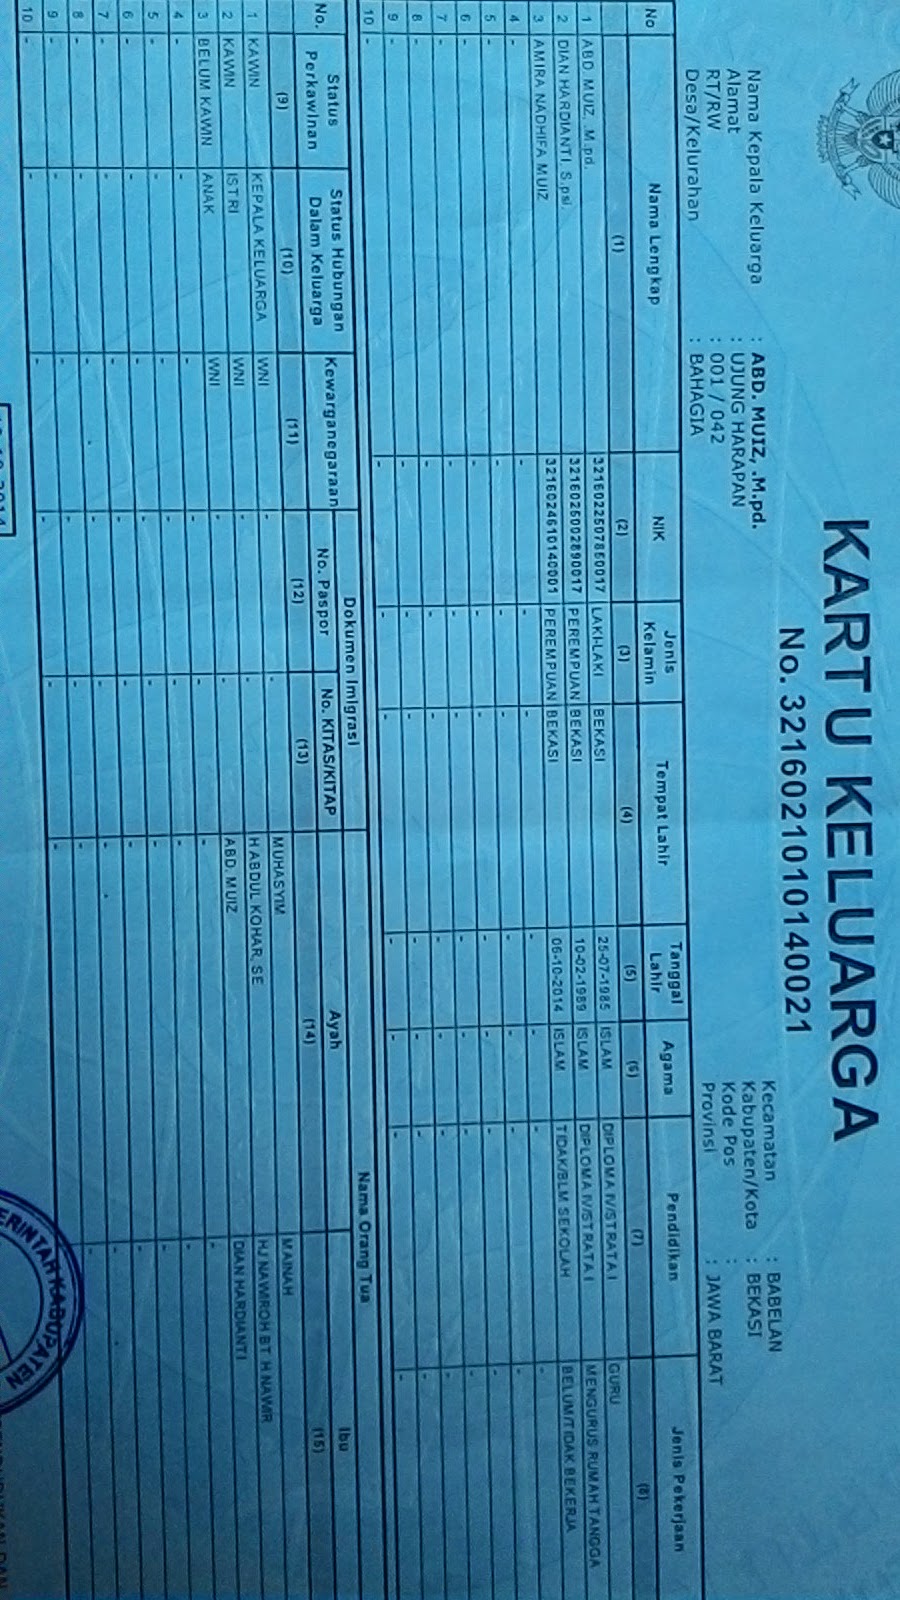 KARTU KELUARGA
No. 3216021010140021
Nama Kepala Keluarga : ABD. MUIZ, .M.pd.
Alamat : UJUNG HARAPAN
RT/RW : 001 / 042
Desa/Kelurahan : BAHAGIA
Kecamatan : BABELAN
Kabupaten/Kota : BEKASI
Kode Pos :
Provinsi : JAWA BARAT
No Nama Lengkap NIK Jenis Kelamin Tempat Lahir Tanggal Lahir Agama Pendidikan Jenis Pekerjaan
(1) (2) (3) (4) (5) (6) (7) (8)
1 ABD. MUIZ, .M.pd. 3216022507850017 LAKI-LAKI BEKASI 25-07-1985 ISLAM DIPLOMA IV/STRATA I GURU
2 DIAN HARDIANTI, S.psi. 3216025002890017 PEREMPUAN BEKASI 10-02-1989 ISLAM DIPLOMA IV/STRATA I MENGURUS RUMAH TANGGA
3 AMIRA NADHIFA MUIZ 3216024610140001 PEREMPUAN BEKASI 06-10-2014 ISLAM TIDAK/BLM SEKOLAH BELUM/TIDAK BEKERJA
4 - - - - - - - -
5 - - - - - - - -
6 - - - - - - - -
7 - - - - - - - -
8 - - - - - - - -
9 - - - - - - - -
10 - - - - - - - -
No. Status Perkawinan Status Hubungan Dalam Keluarga Kewarganegaraan Dokumen Imigrasi Nama Orang Tua
No. Paspor No. KITAS/KITAP Ayah Ibu
(9) (10) (11) (12) (13) (14) (15)
1 KAWIN KEPALA KELUARGA WNI - - MUHASYIM MAINAH
2 KAWIN ISTRI WNI - - H ABDUL KOHAR, SE HJ NAWIROH BT H NAWIR
3 BELUM KAWIN ANAK WNI - - ABD. MUIZ DIAN HARDIANTI
4 - - - - - - -
5 - - - - - - -
6 - - - - - - -
7 - - - - - - -
8 - - - - - - -
9 - - - - - - -
10 - - - - - - -
KABUPATEN